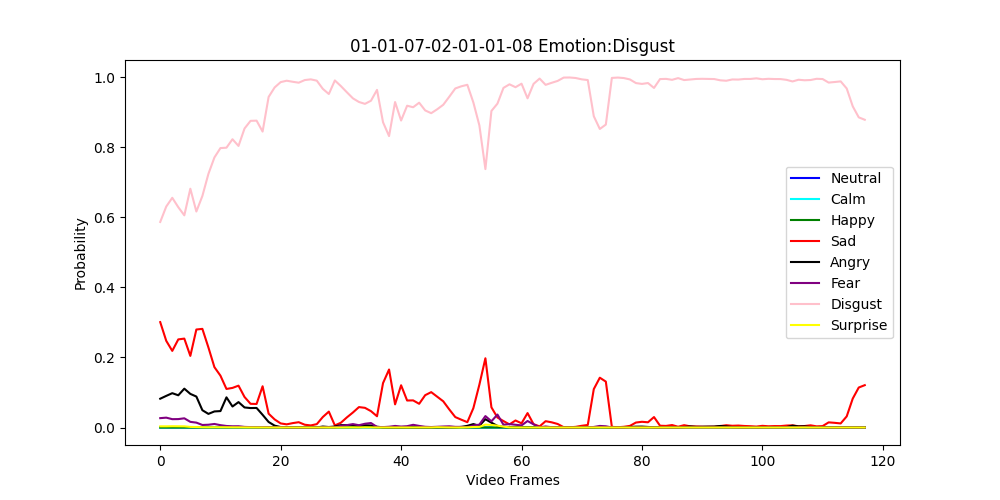 01-01-07-02-01-01-08 Emotion:Disgust
Probability
1.0
0.8
0.6
0.4
0.2
0.0
Neutral
Calm
Happy
Sad
Angry
Fear
Disgust
Surprise
0 20 40 60 80 100 120
Video Frames